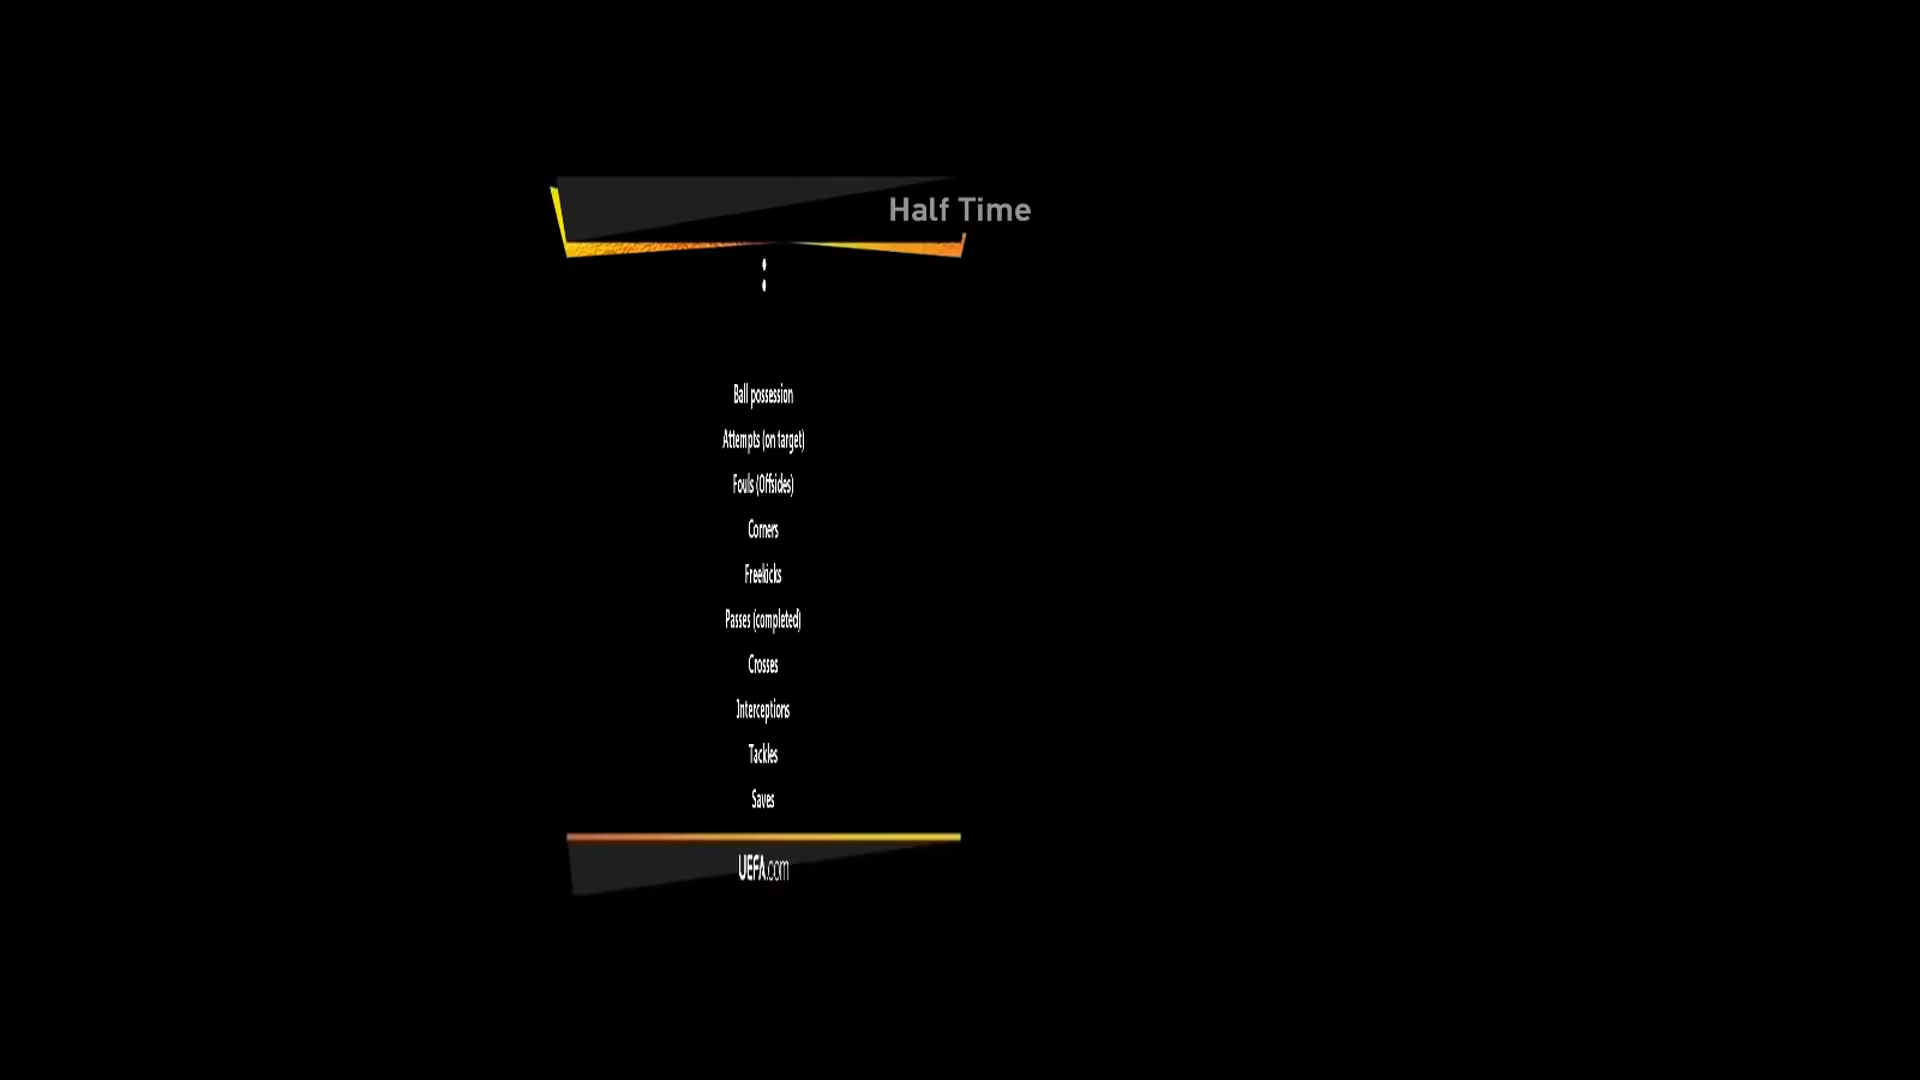 Half Time
:
Ball possession
Attempts (on target)
Fouls (Offsides)
Corners
Freekicks
Passes (completed)
Crosses
Interceptions
Tackles
Saves
UEFA.com